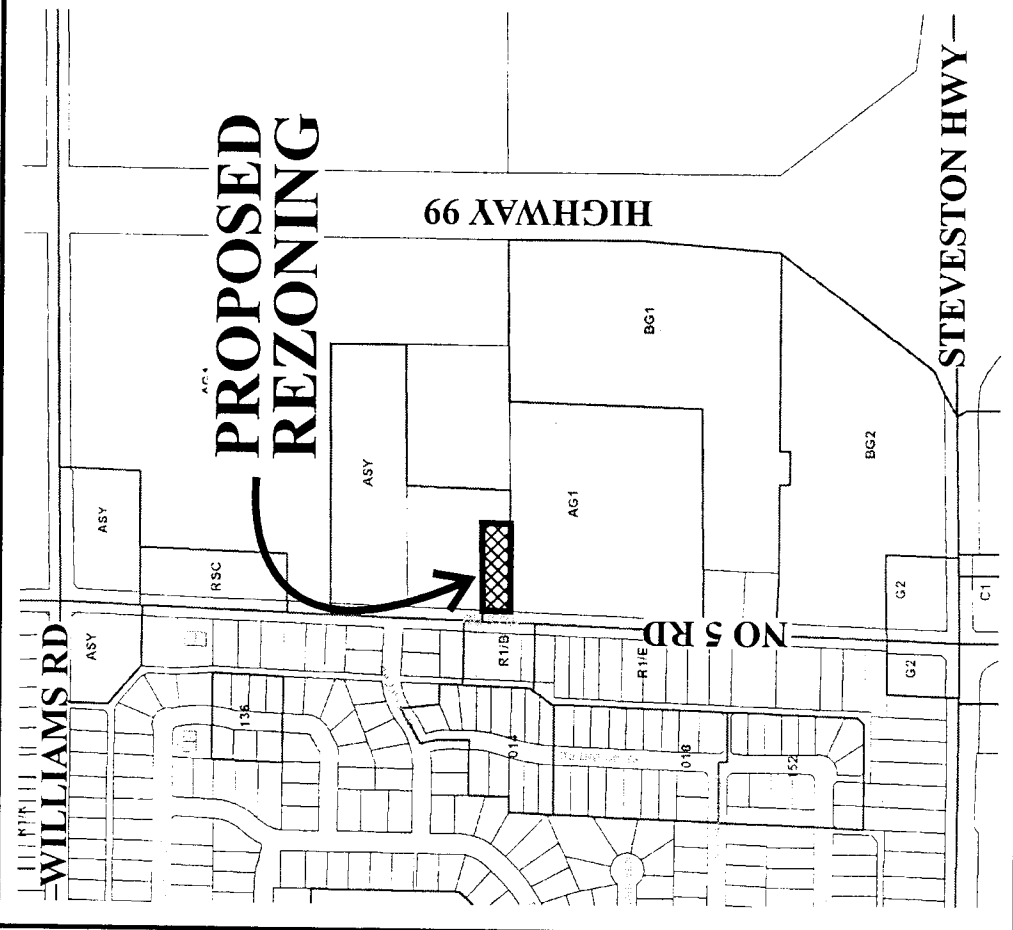 PROPOSED
REZONING
WILLIAMS RD
HIGHWAY 99
STEVESTON HWY
NO 5 RD
ASY
ASY
RSC
ASY
AG1
BG1
BG2
AG1
R1/B
R1/E
G2
G2
C1
136
014
018
152